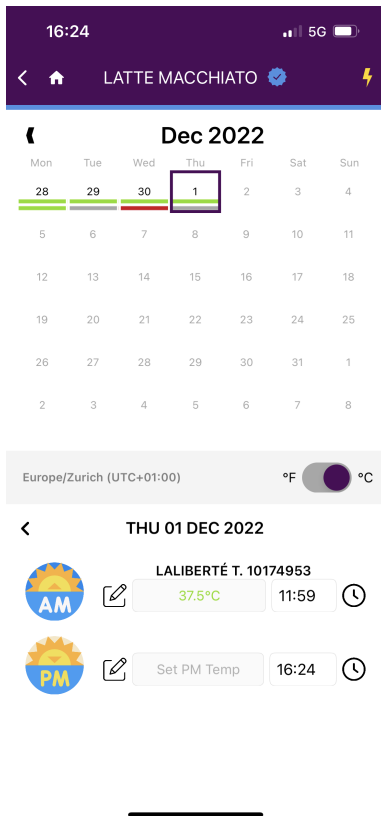 16:24 5G
LATTE MACCHIATO
Dec 2022
Mon Tue Wed Thu Fri Sat Sun
28 29 30 1 2 3 4
5 6 7 8 9 10 11
12 13 14 15 16 17 18
19 20 21 22 23 24 25
26 27 28 29 30 31 1
2 3 4 5 6 7 8
Europe/Zurich (UTC+01:00) °F °C
THU 01 DEC 2022
LALIBERTÉ T. 10174953
AM 37.5°C 11:59
PM Set PM Temp 16:24